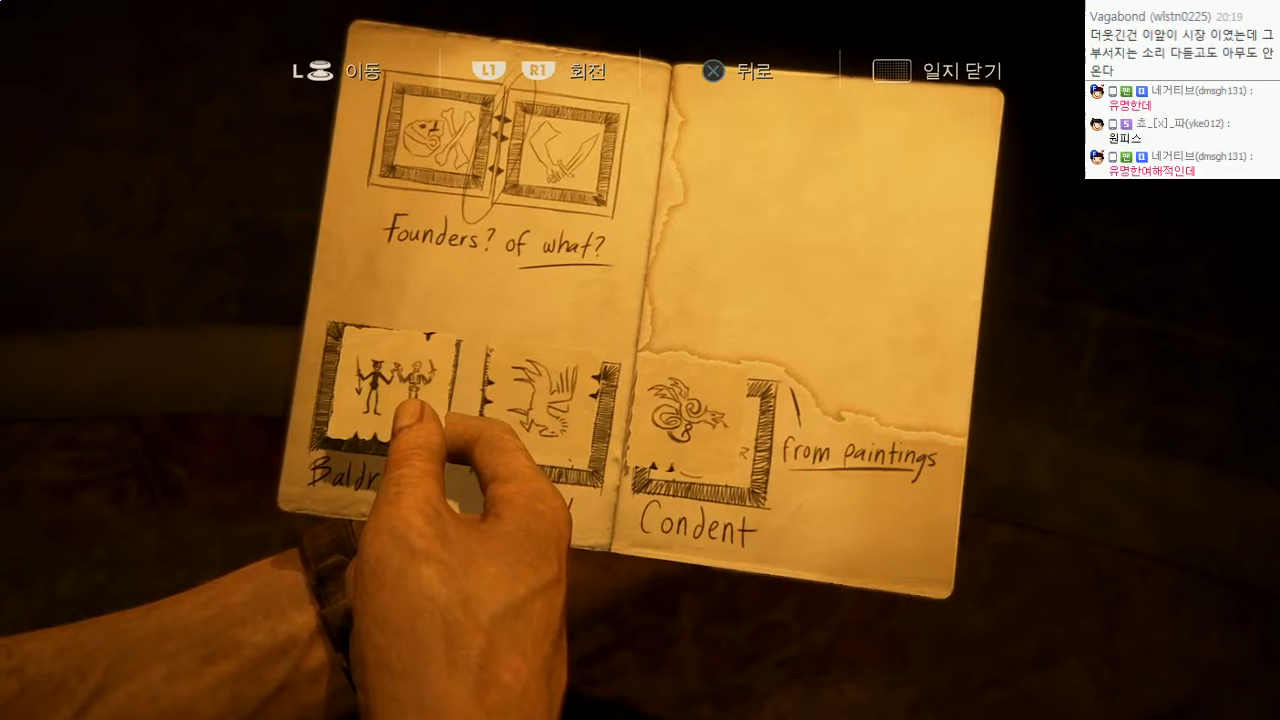 L 이동
L1 R1 회전
뒤로
일지 닫기
Founders? of what?
from paintings
Condent
Vagabond (wlstn0225) 20:19
더웃긴건 이앞이 시장 이였는데 그
부서지는 소리 다듣고도 아무도 안
온다
팬 네거티브(dmsgh131) :
유명한데
S 효_[x]_파(yke012) :
원피스
팬 네거티브(dmsgh131) :
유명한여해적인데